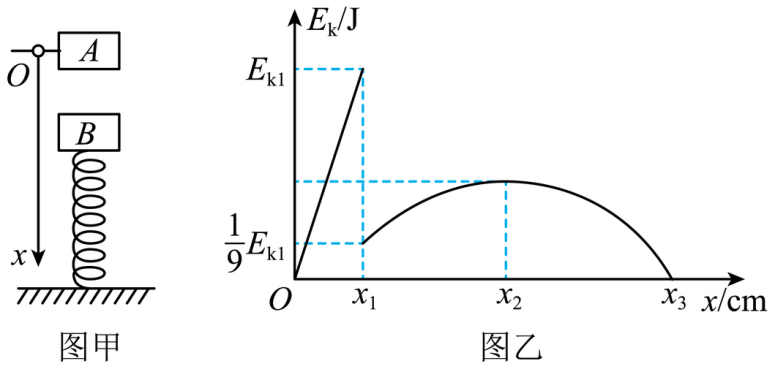 A
O
B
x
图甲
E_k/J
E_k1
1/9 E_k1
O
x_1
x_2
x_3
x/cm
图乙